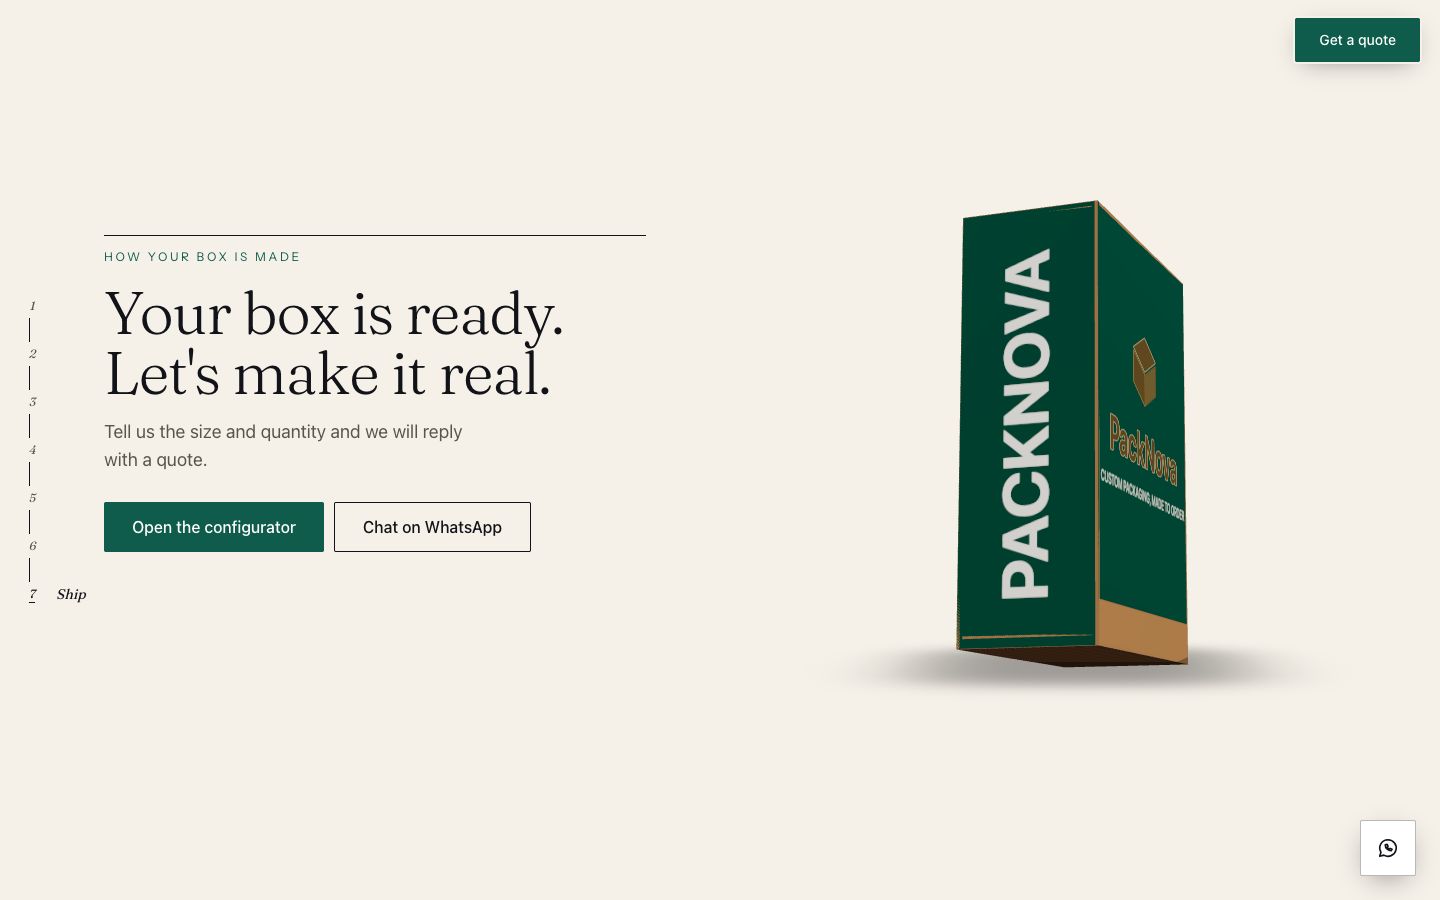 Get a quote
HOW YOUR BOX IS MADE
Your box is ready.
Let's make it real.
Tell us the size and quantity and we will reply
with a quote.
Open the configurator
Chat on WhatsApp
1
2
3
4
5
6
7 Ship
PACKNOVA
PackNova
CUSTOM PACKAGING, MADE TO ORDER